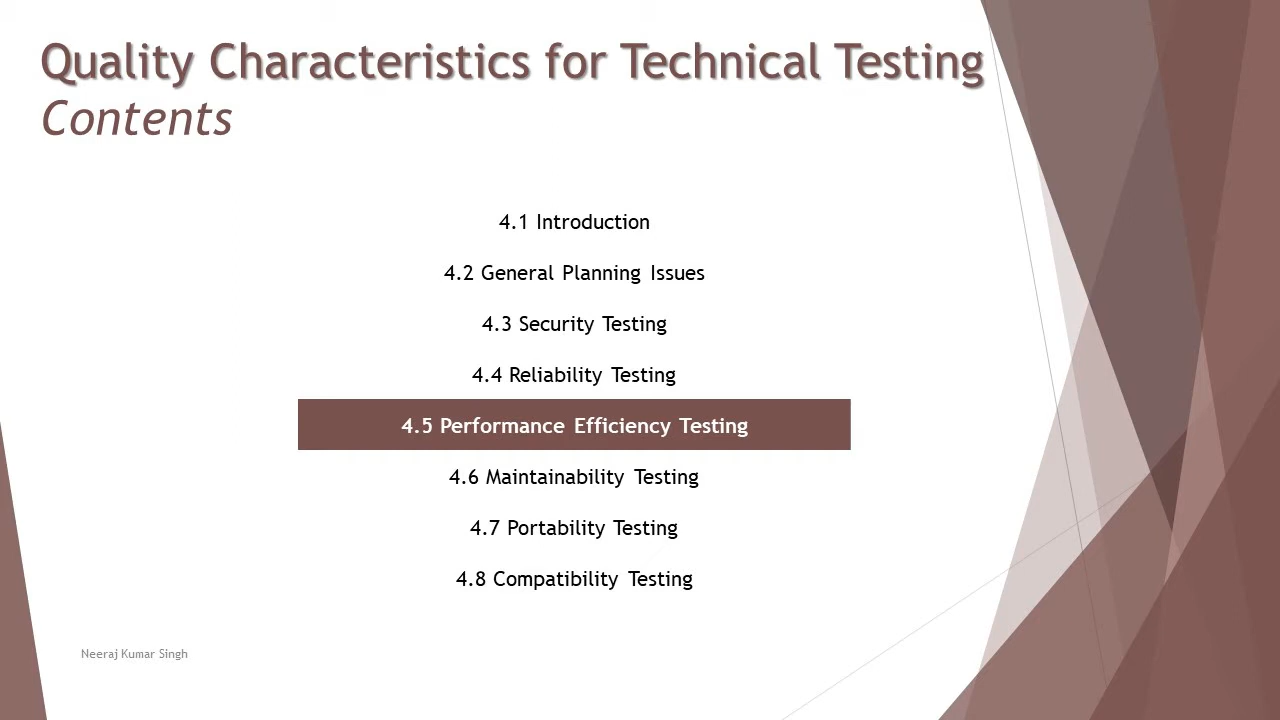 Quality Characteristics for Technical Testing
Contents
4.1 Introduction
4.2 General Planning Issues
4.3 Security Testing
4.4 Reliability Testing
4.5 Performance Efficiency Testing
4.6 Maintainability Testing
4.7 Portability Testing
4.8 Compatibility Testing
Neeraj Kumar Singh